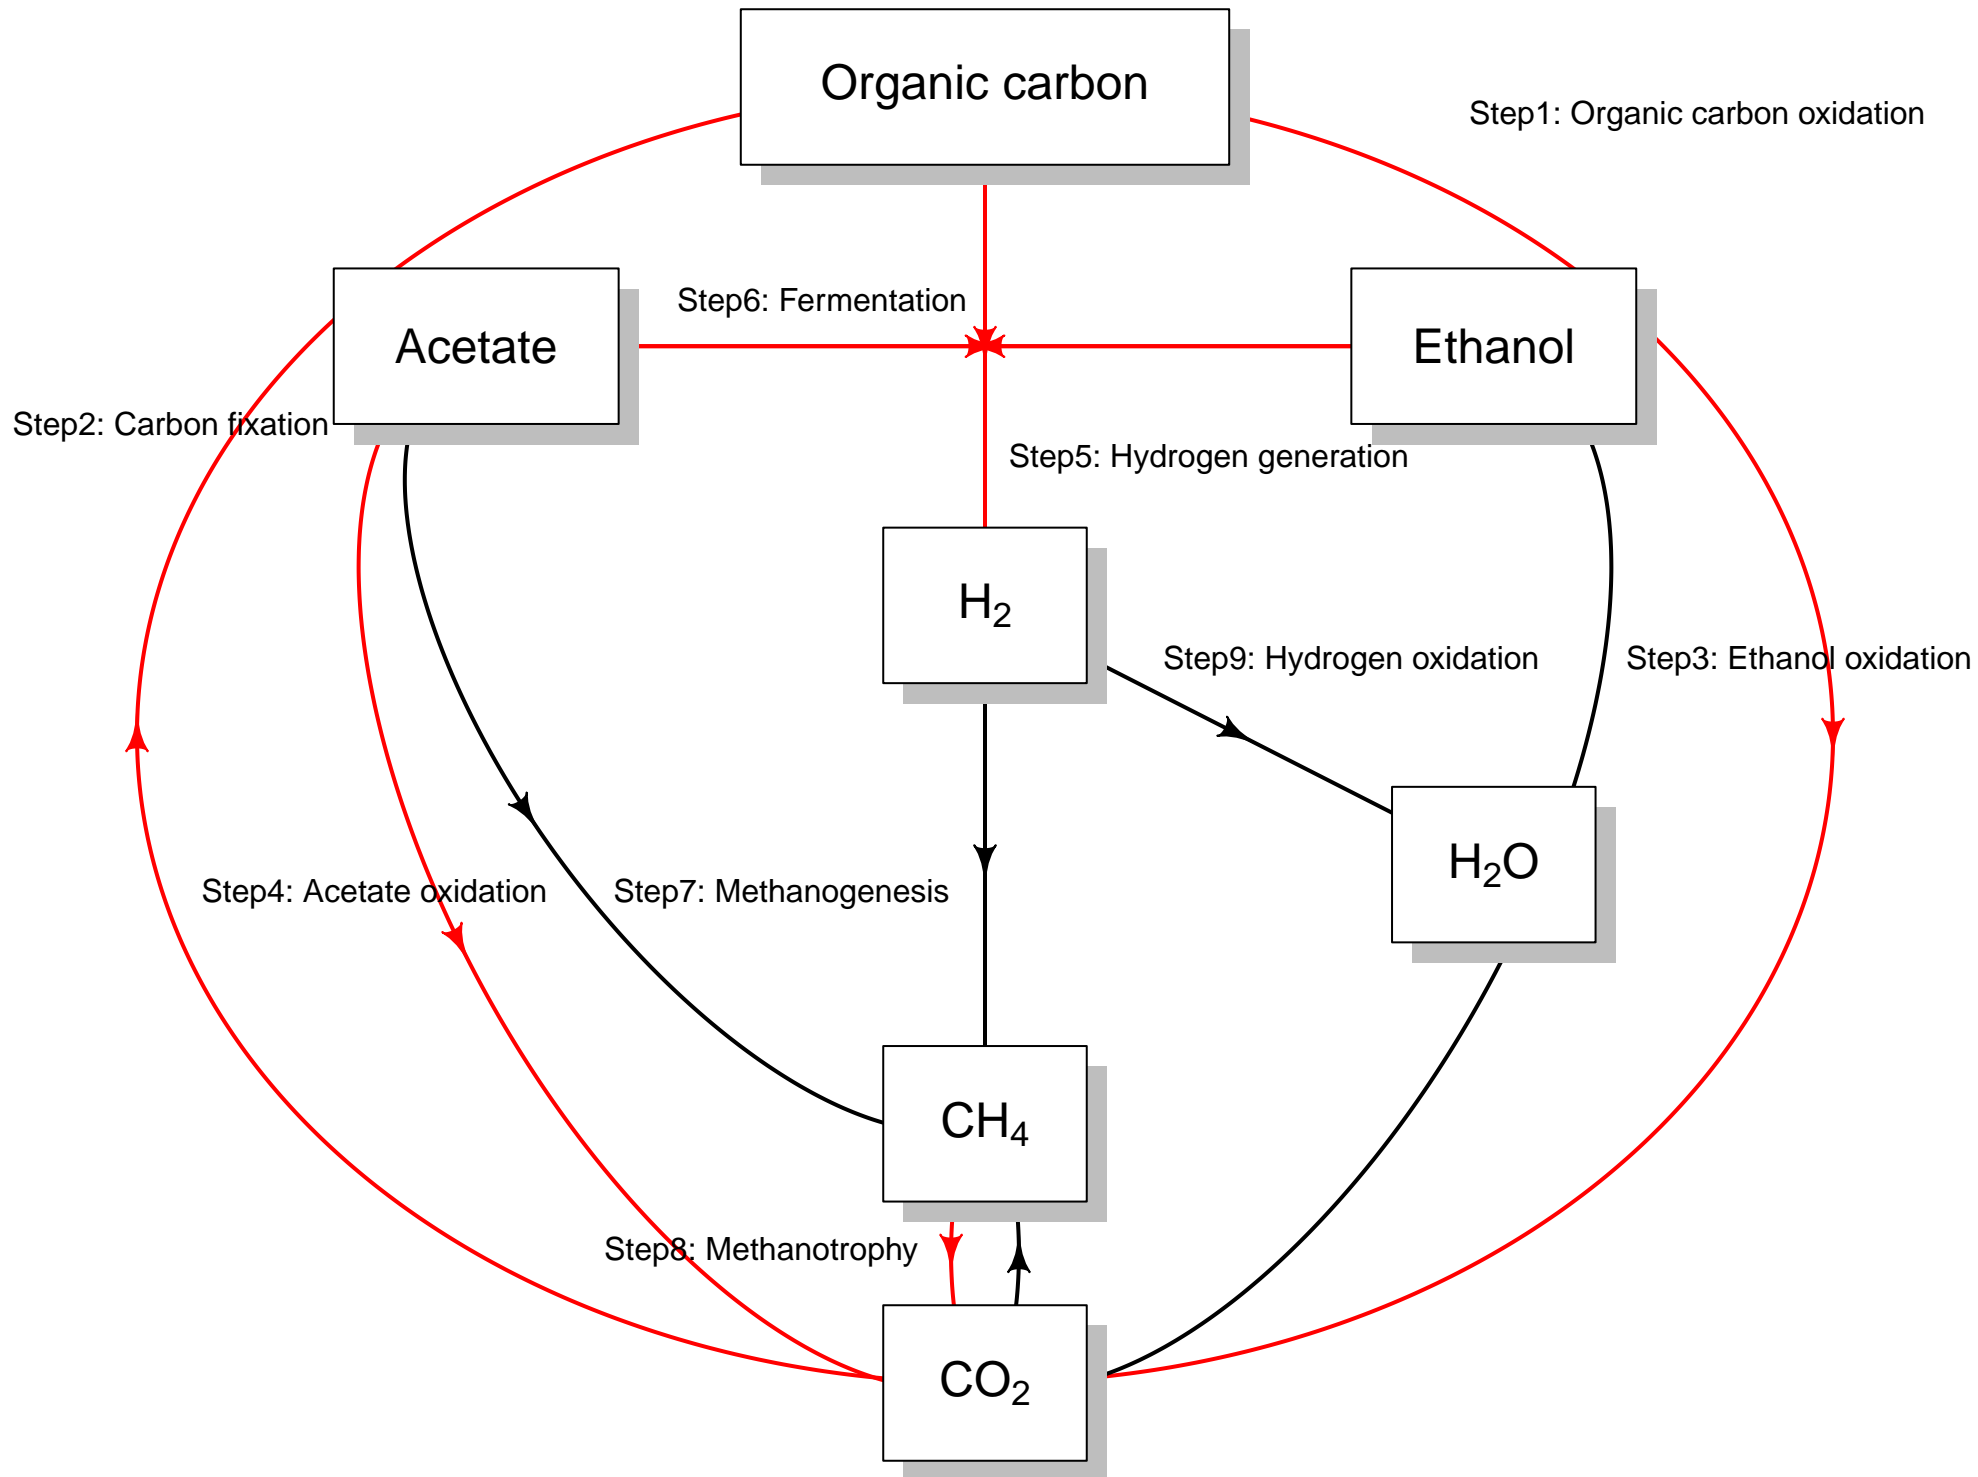 Organic carbon
Step1: Organic carbon oxidation
Step6: Fermentation
Acetate
Ethanol
Step2: Carbon fixation
Step5: Hydrogen generation
H₂
Step9: Hydrogen oxidation
Step3: Ethanol oxidation
H₂O
Step4: Acetate oxidation
Step7: Methanogenesis
CH₄
Step8: Methanotrophy
CO₂